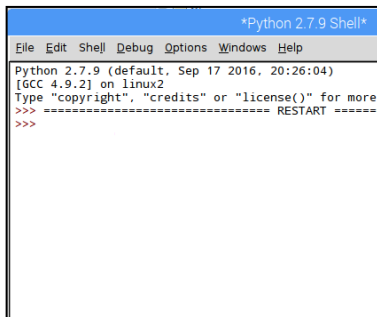 *Python 2.7.9 Shell*
File Edit Shell Debug Options Windows Help
Python 2.7.9 (default, Sep 17 2016, 20:26:04)
[GCC 4.9.2] on linux2
Type "copyright", "credits" or "license()" for more
>>> ================================ RESTART ======
>>>